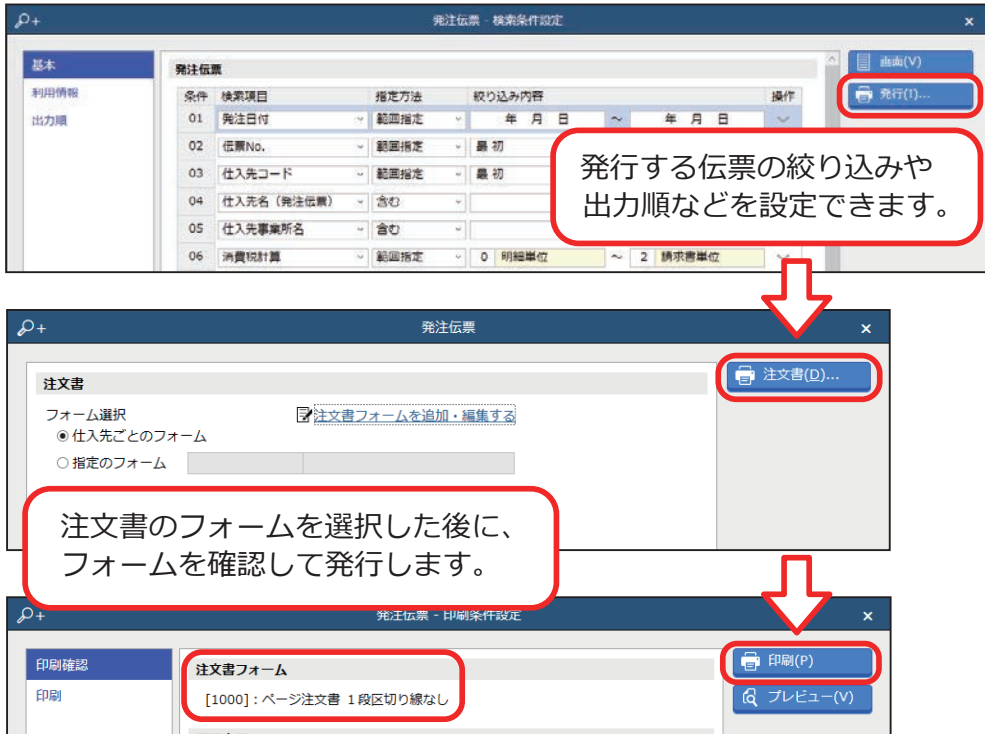 発注伝票 - 検索条件設定
基本
利用情報
出力順
発注伝票
条件 検索項目 指定方法 絞り込み内容 操作
01 発注日付 範囲指定 年 月 日 ～ 年 月 日
02 伝票No. 範囲指定 最初
03 仕入先コード 範囲指定 最初
04 仕入先名（発注伝票） 含む
05 仕入先事業所名 含む
06 消費税計算 範囲指定 0 明細単位 ～ 2 請求書単位
画面(V)
発行(I)...
発行する伝票の絞り込みや
出力順などを設定できます。
発注伝票
注文書
フォーム選択 注文書フォームを追加・編集する
仕入先ごとのフォーム
指定のフォーム
注文書(D)...
注文書のフォームを選択した後に、
フォームを確認して発行します。
発注伝票 - 印刷条件設定
印刷確認
印刷
注文書フォーム
[1000]：ページ注文書 １段区切り線なし
印刷(P)
プレビュー(V)